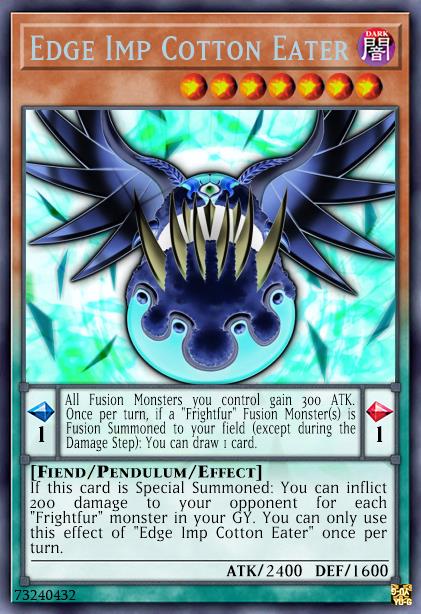 EDGE IMP COTTON EATER
DARK
闇
All Fusion Monsters you control gain 300 ATK.
Once per turn, if a "Frightfur" Fusion Monster(s) is
Fusion Summoned to your field (except during the
Damage Step): You can draw 1 card.
1
1
[FIEND/PENDULUM/EFFECT]
If this card is Special Summoned: You can inflict
200 damage to your opponent for each
"Frightfur" monster in your GY. You can only use
this effect of "Edge Imp Cotton Eater" once per
turn.
ATK/2400 DEF/1600
73240432